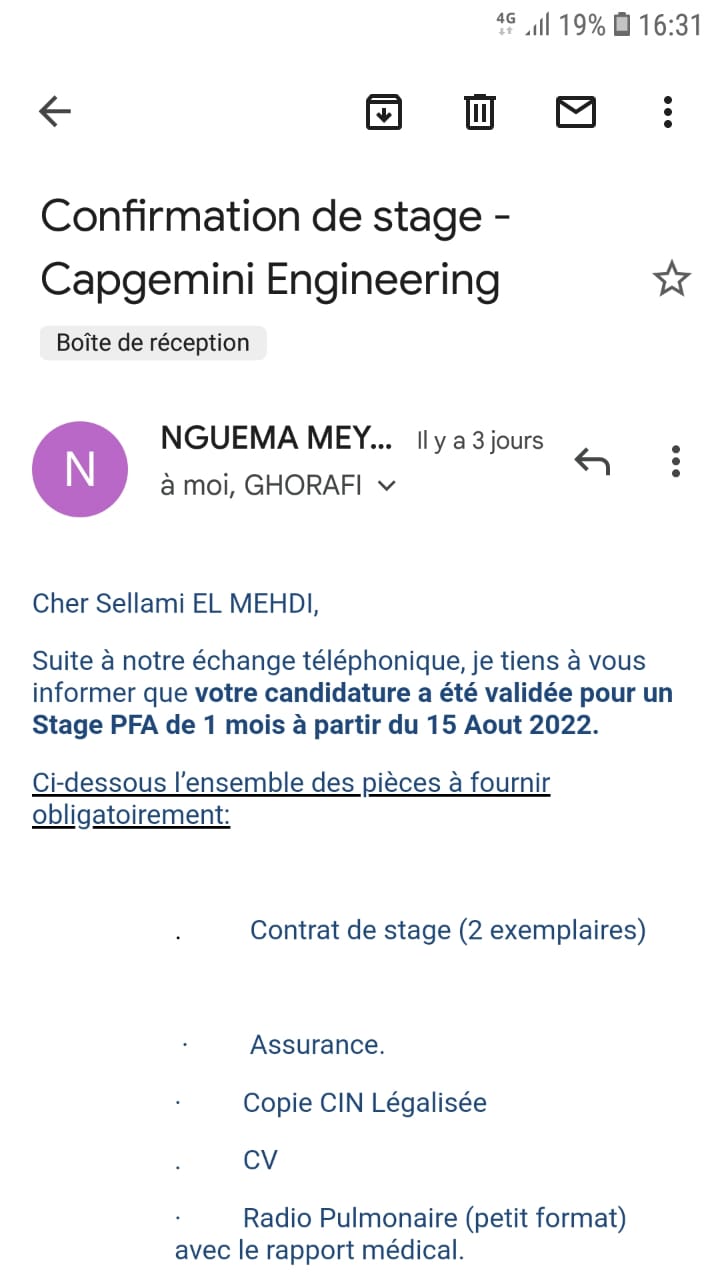 4G 19% 16:31
Confirmation de stage -
Capgemini Engineering
Boîte de réception
N
NGUEMA MEY... Il y a 3 jours
à moi, GHORAFI
Cher Sellami EL MEHDI,
Suite à notre échange téléphonique, je tiens à vous
informer que votre candidature a été validée pour un
Stage PFA de 1 mois à partir du 15 Aout 2022.
Ci-dessous l’ensemble des pièces à fournir
obligatoirement:
. Contrat de stage (2 exemplaires)
· Assurance.
· Copie CIN Légalisée
. CV
· Radio Pulmonaire (petit format)
avec le rapport médical.